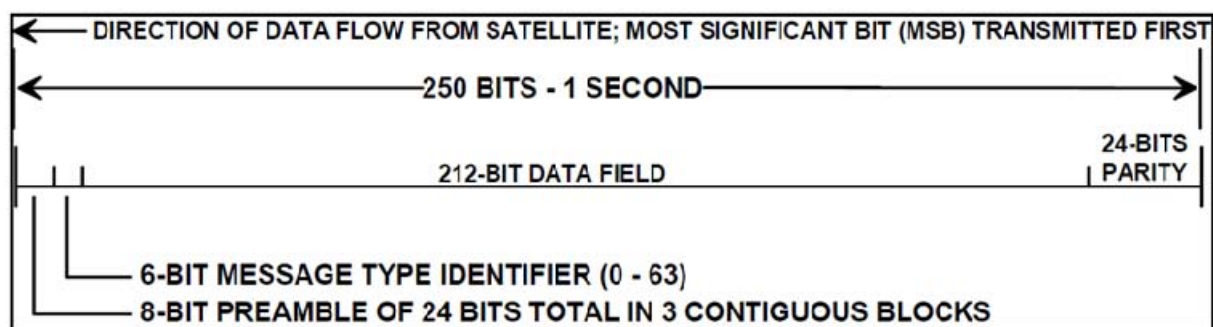 DIRECTION OF DATA FLOW FROM SATELLITE; MOST SIGNIFICANT BIT (MSB) TRANSMITTED FIRST
250 BITS - 1 SECOND
24-BITS
212-BIT DATA FIELD
PARITY
6-BIT MESSAGE TYPE IDENTIFIER (0 - 63)
8-BIT PREAMBLE OF 24 BITS TOTAL IN 3 CONTIGUOUS BLOCKS